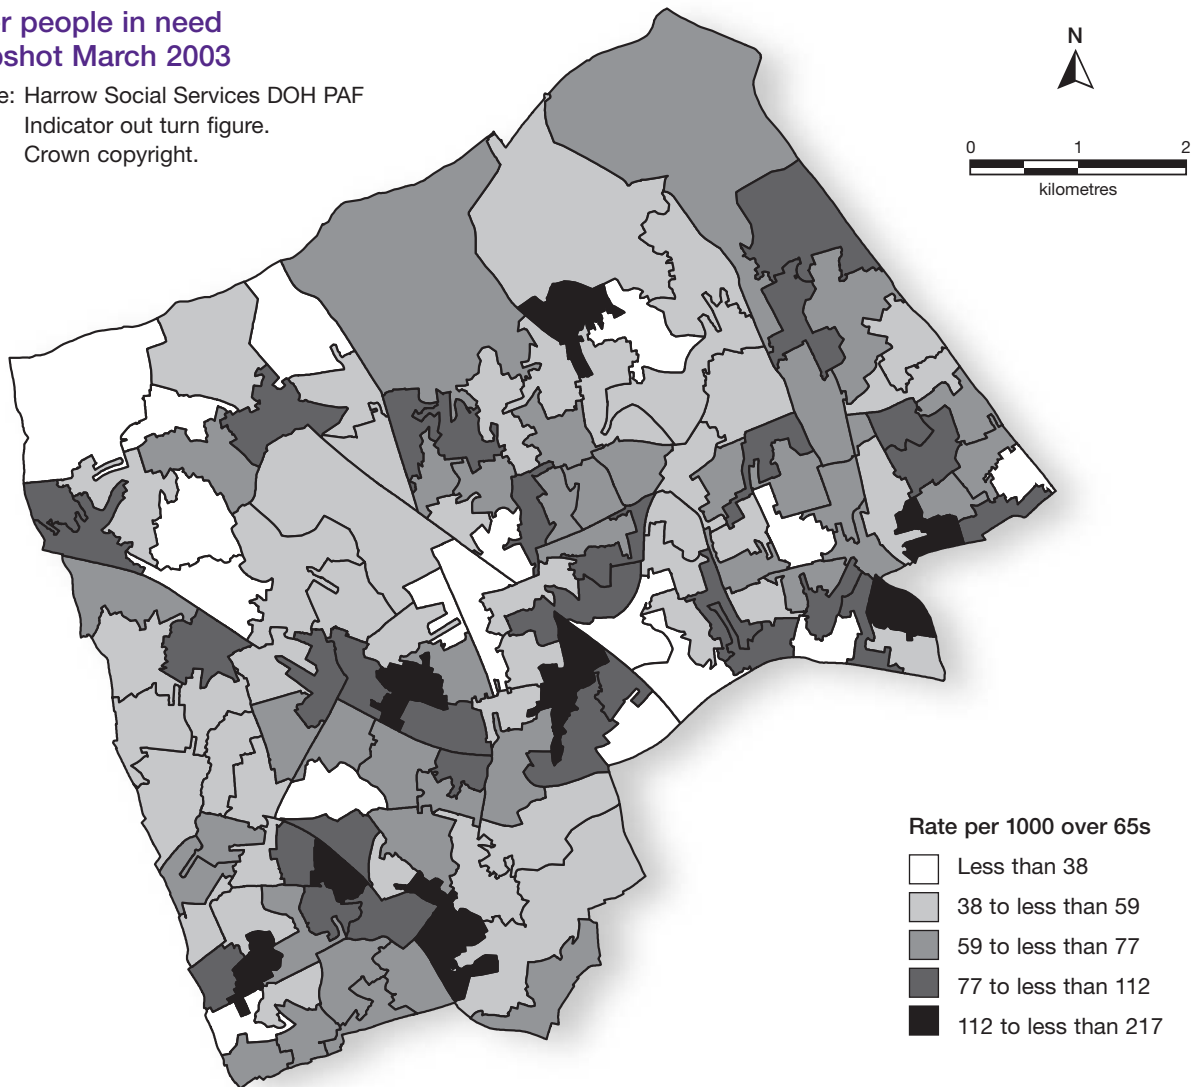 r people in need
shot March 2003
e: Harrow Social Services DOH PAF
Indicator out turn figure.
Crown copyright.
N
0 1 2
kilometres
Rate per 1000 over 65s
Less than 38
38 to less than 59
59 to less than 77
77 to less than 112
112 to less than 217